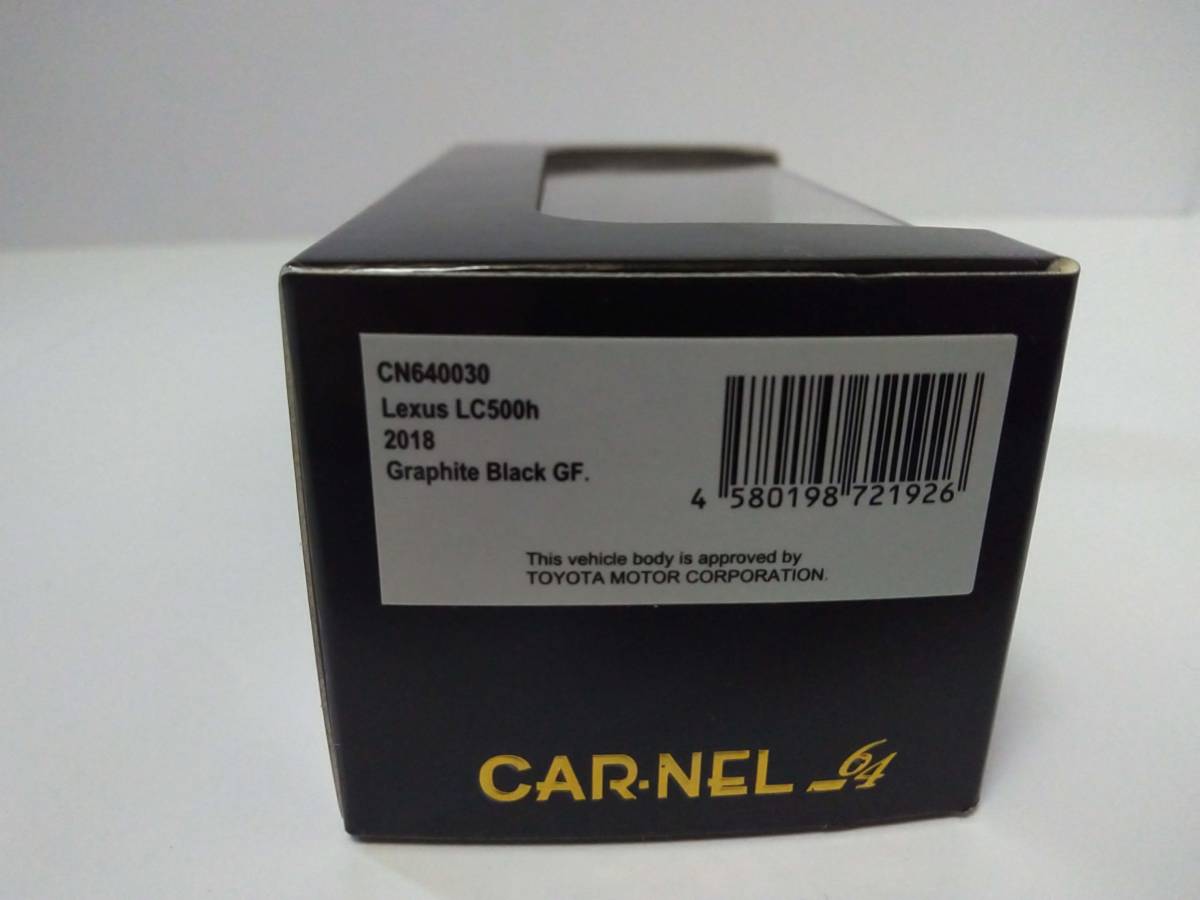 CN640030
Lexus LC500h
2018
Graphite Black GF.
4 580198 721926
This vehicle body is approved by
TOYOTA MOTOR CORPORATION.
CAR·NEL 64